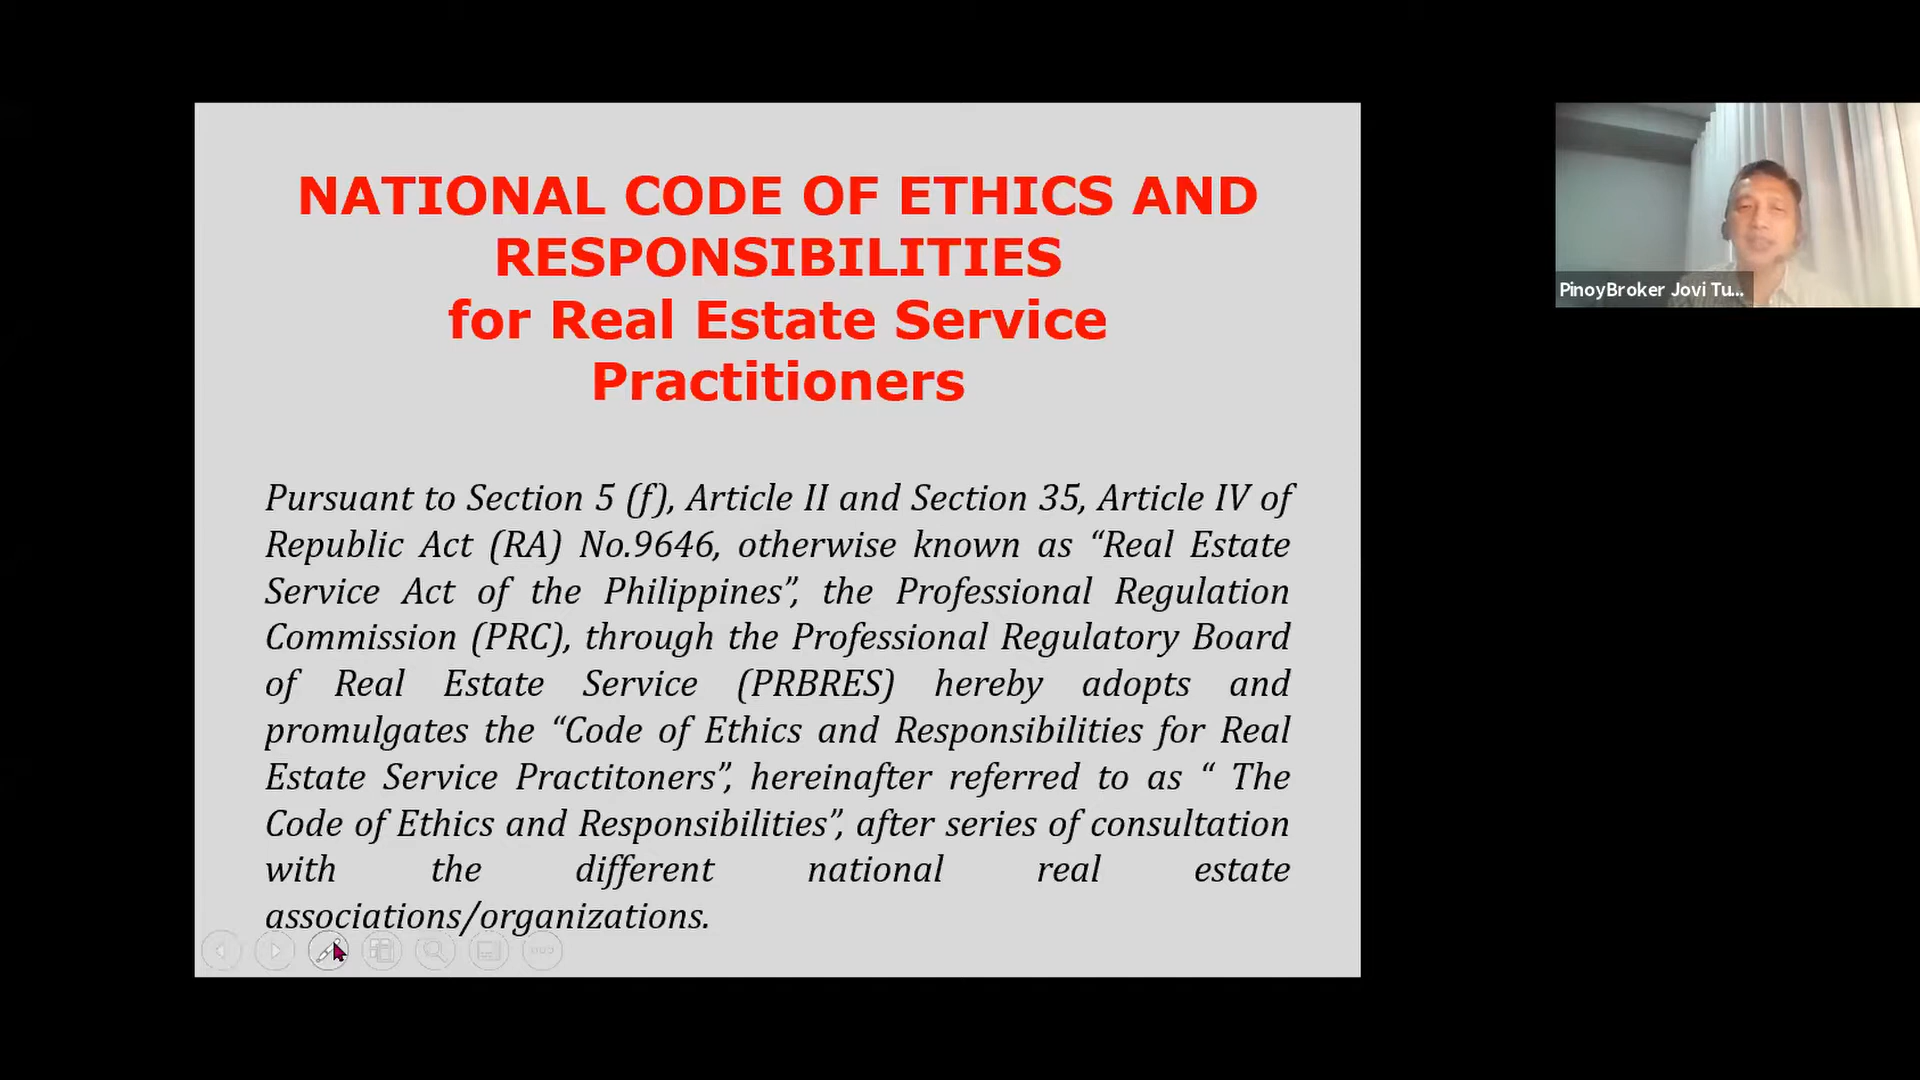 NATIONAL CODE OF ETHICS AND
RESPONSIBILITIES
for Real Estate Service
Practitioners
Pursuant to Section 5 (f), Article II and Section 35, Article IV of
Republic Act (RA) No.9646, otherwise known as “Real Estate
Service Act of the Philippines”, the Professional Regulation
Commission (PRC), through the Professional Regulatory Board
of Real Estate Service (PRBRES) hereby adopts and
promulgates the “Code of Ethics and Responsibilities for Real
Estate Service Practitoners”, hereinafter referred to as “ The
Code of Ethics and Responsibilities”, after series of consultation
with the different national real estate
associations/organizations.
PinoyBroker Jovi Tu...